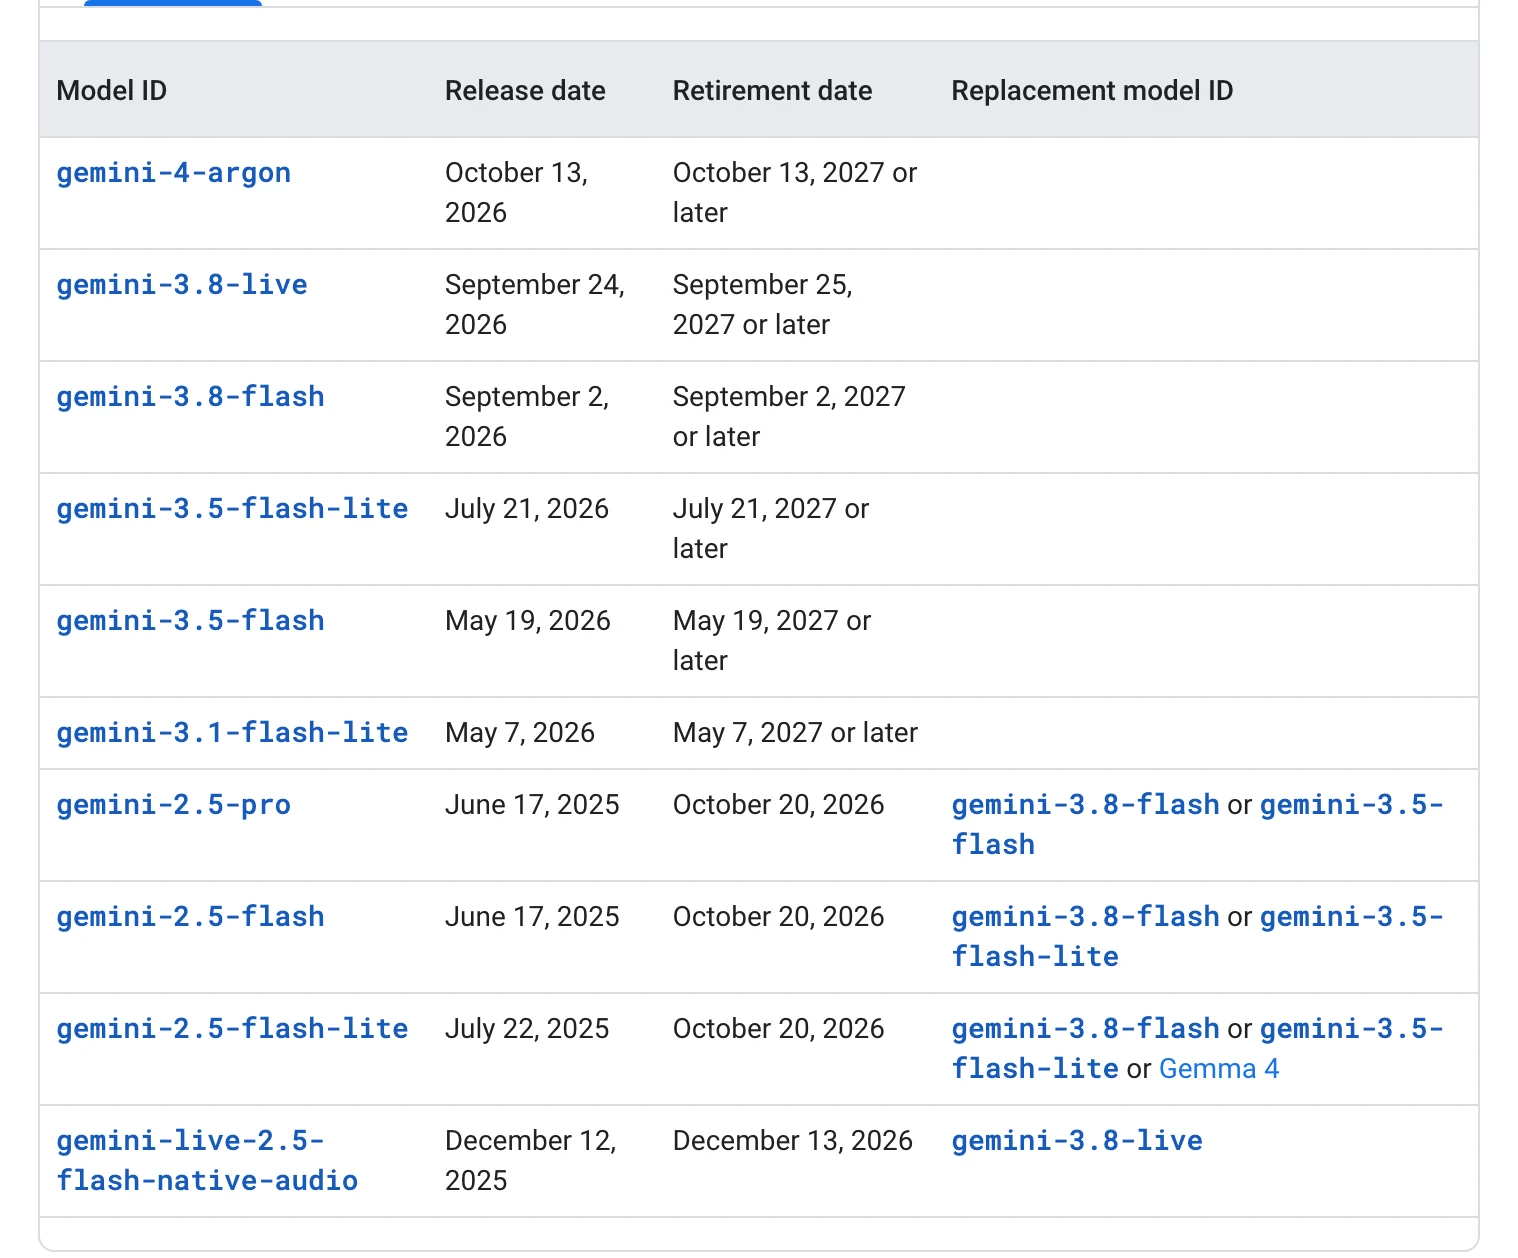 Model ID Release date Retirement date Replacement model ID
gemini-4-argon October 13, October 13, 2027 or
2026 later
gemini-3.8-live September 24, September 25,
2026 2027 or later
gemini-3.8-flash September 2, September 2, 2027
2026 or later
gemini-3.5-flash-lite July 21, 2026 July 21, 2027 or
later
gemini-3.5-flash May 19, 2026 May 19, 2027 or
later
gemini-3.1-flash-lite May 7, 2026 May 7, 2027 or later
gemini-2.5-pro June 17, 2025 October 20, 2026 gemini-3.8-flash or gemini-3.5-
flash
gemini-2.5-flash June 17, 2025 October 20, 2026 gemini-3.8-flash or gemini-3.5-
flash-lite
gemini-2.5-flash-lite July 22, 2025 October 20, 2026 gemini-3.8-flash or gemini-3.5-
flash-lite or Gemma 4
gemini-live-2.5- December 12, December 13, 2026 gemini-3.8-live
flash-native-audio 2025